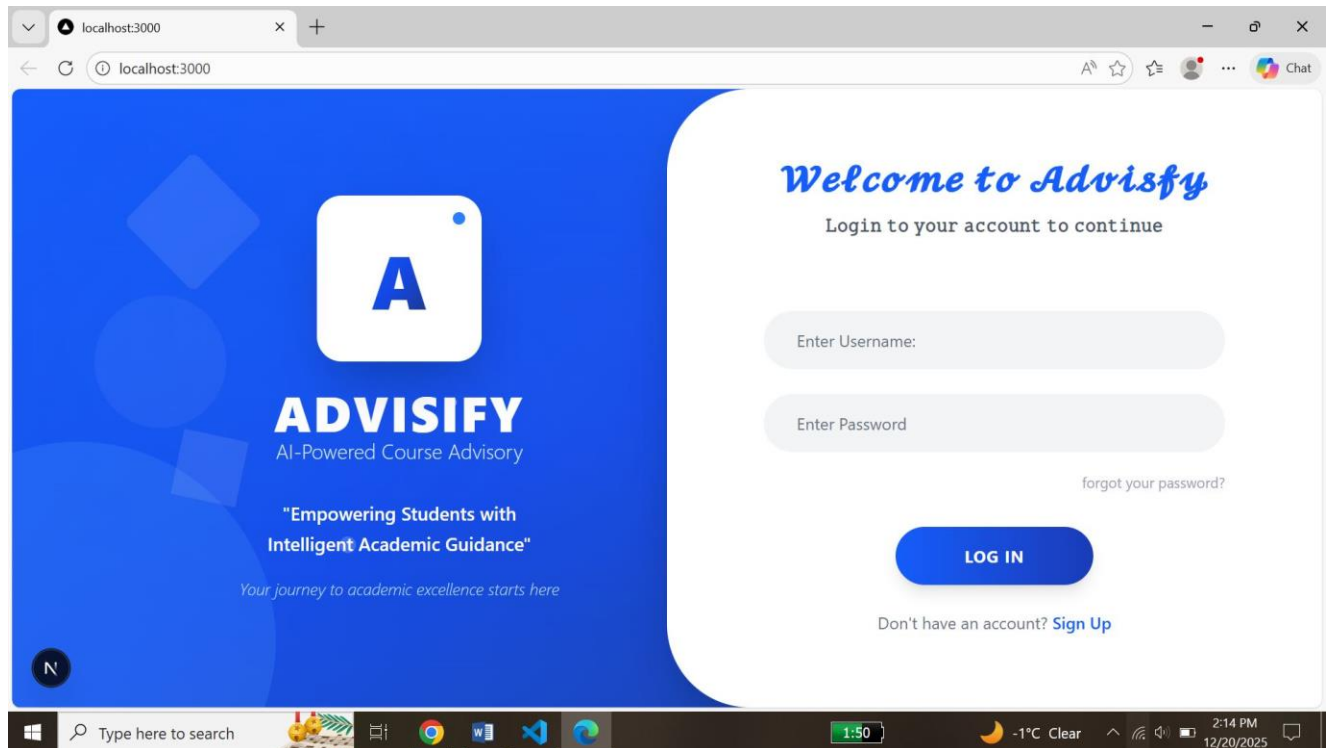 localhost:3000
localhost:3000
Chat
A
ADVISIFY
AI-Powered Course Advisory
"Empowering Students with
Intelligent Academic Guidance"
Your journey to academic excellence starts here
N
Welcome to Advisfy
Login to your account to continue
Enter Username:
Enter Password
forgot your password?
LOG IN
Don't have an account? Sign Up
Type here to search
1:50
-1°C Clear
2:14 PM
12/20/2025